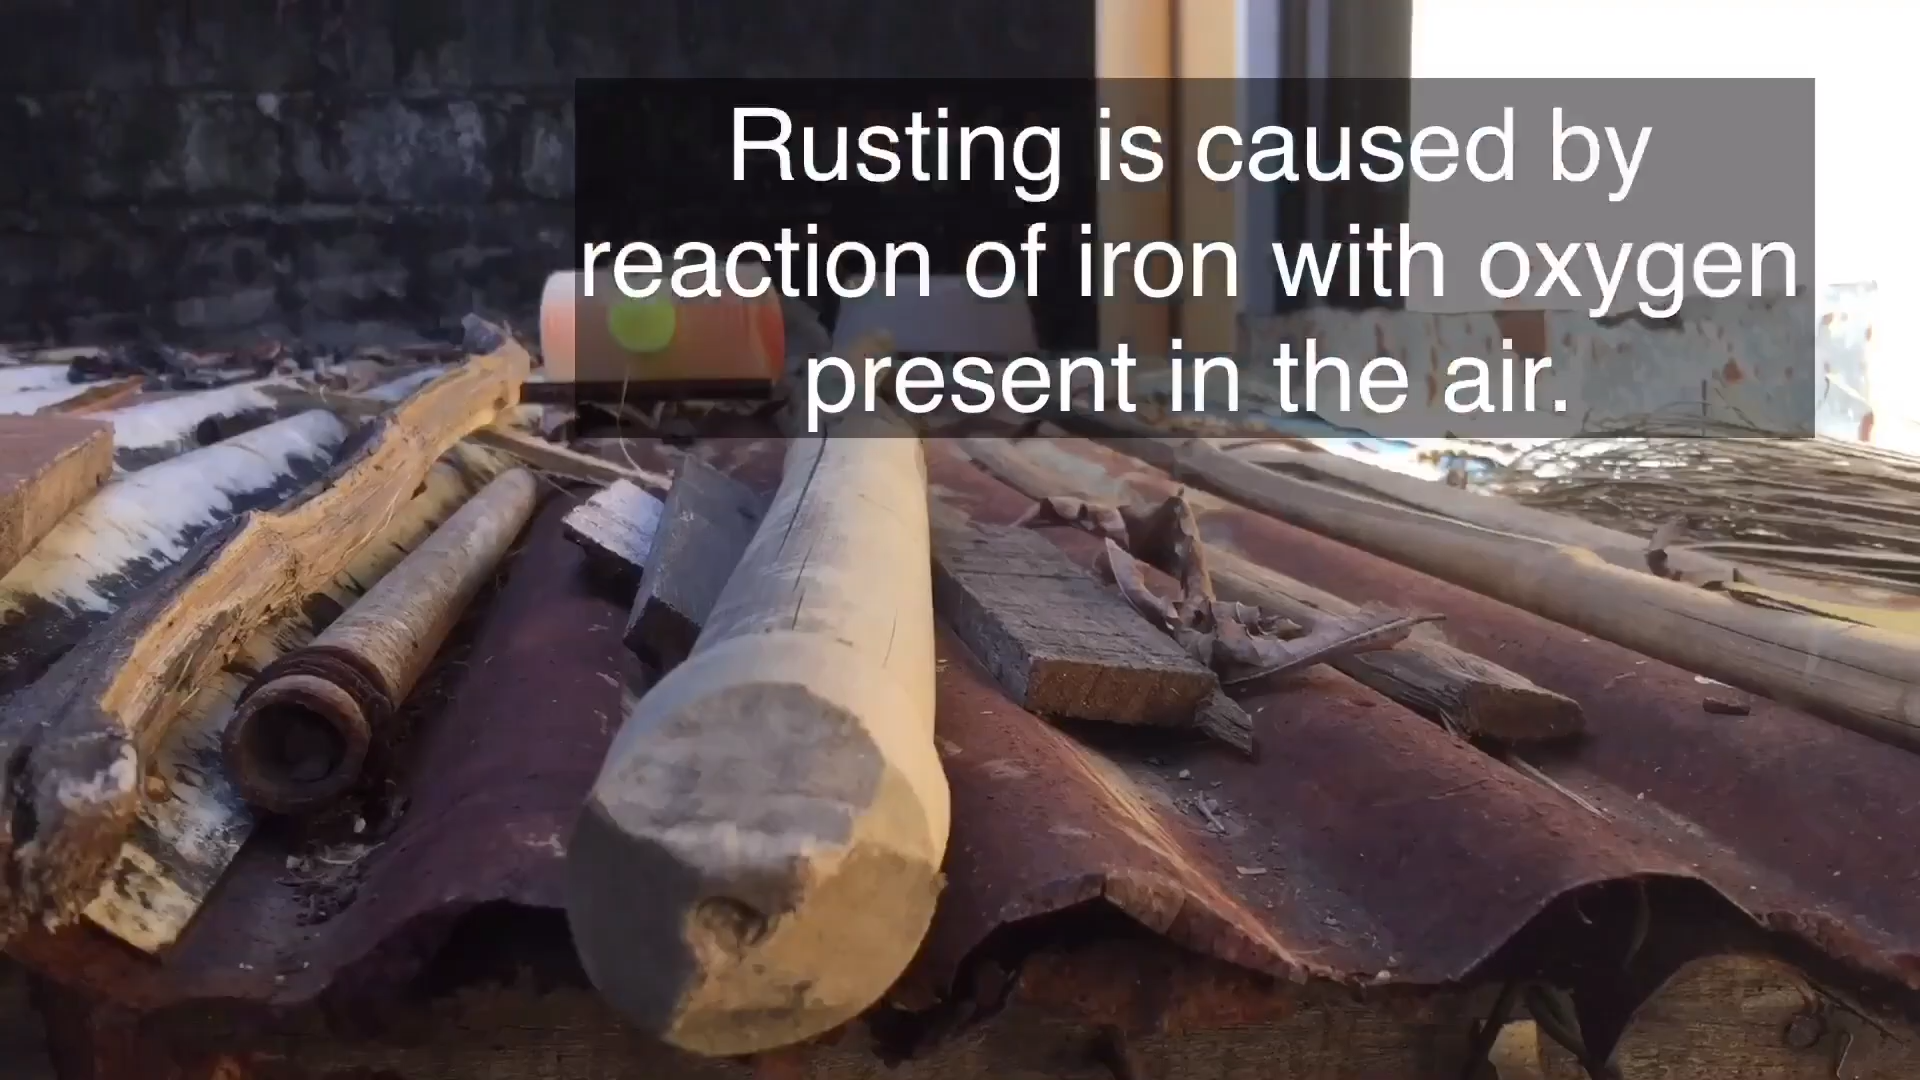 Rusting is caused by
reaction of iron with oxygen
present in the air.